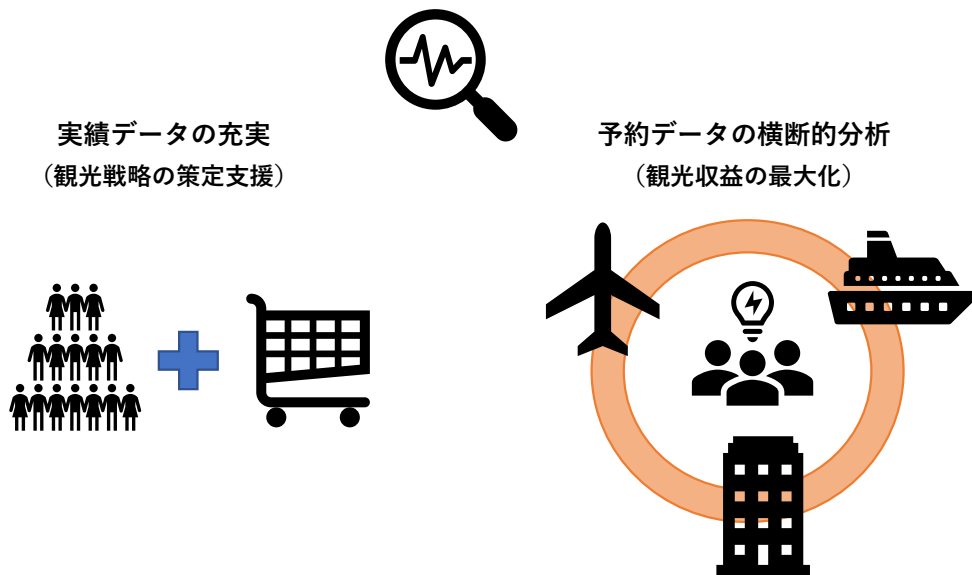 実績データの充実
（観光戦略の策定支援）
予約データの横断的分析
（観光収益の最大化）